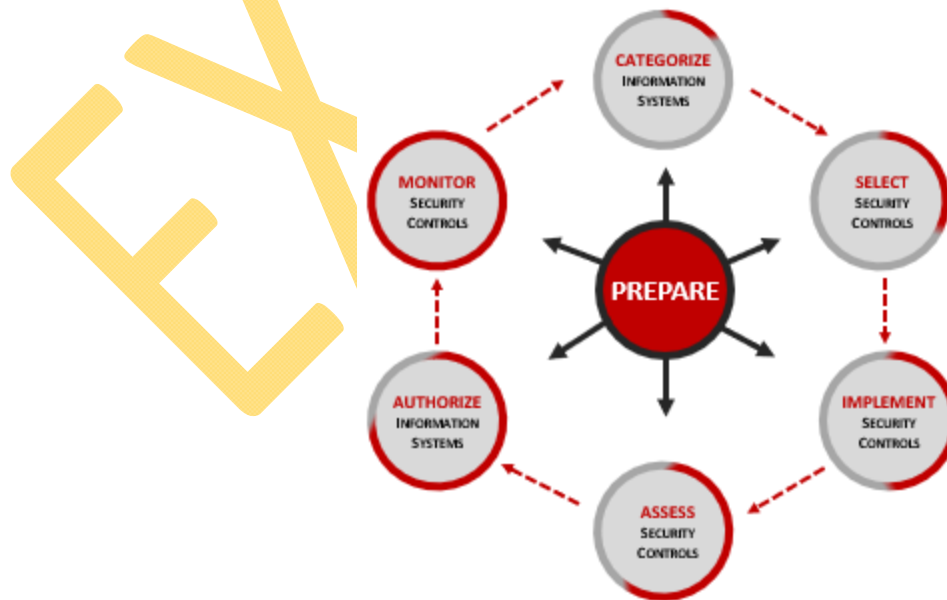 EX
CATEGORIZE
INFORMATION
SYSTEMS
SELECT
SECURITY
CONTROLS
IMPLEMENT
SECURITY
CONTROLS
ASSESS
SECURITY
CONTROLS
AUTHORIZE
INFORMATION
SYSTEMS
MONITOR
SECURITY
CONTROLS
PREPARE